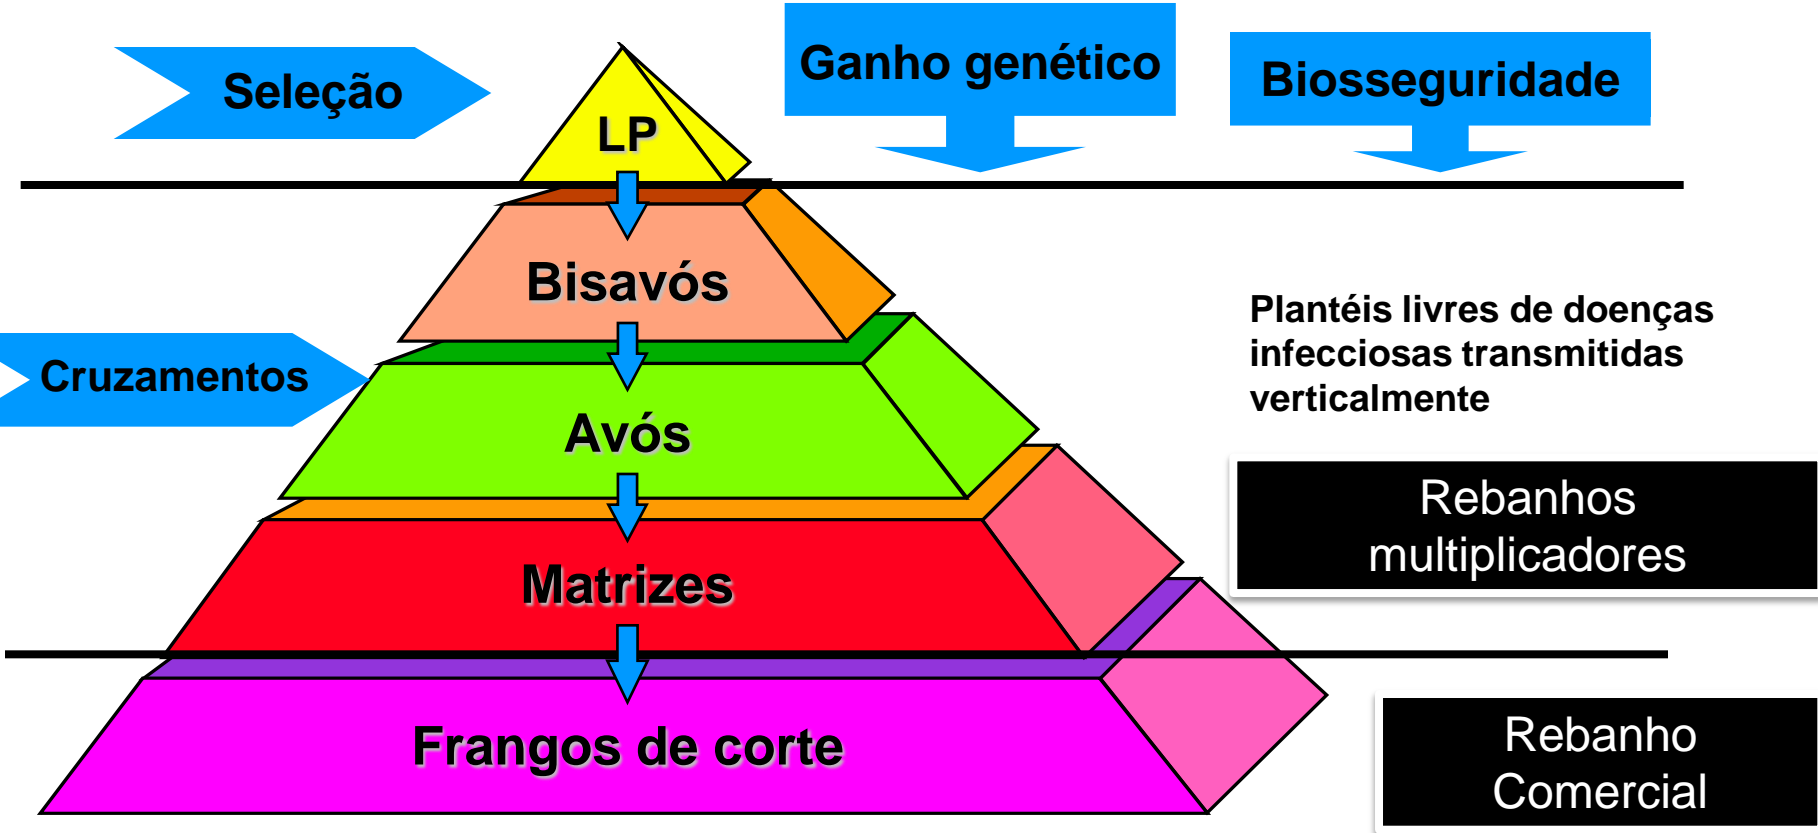 Seleção
LP
Ganho genético
Biosseguridade
Bisavós
Cruzamentos
Avós
Plantéis livres de doenças
infecciosas transmitidas
verticalmente
Matrizes
Rebanhos
multiplicadores
Frangos de corte
Rebanho
Comercial